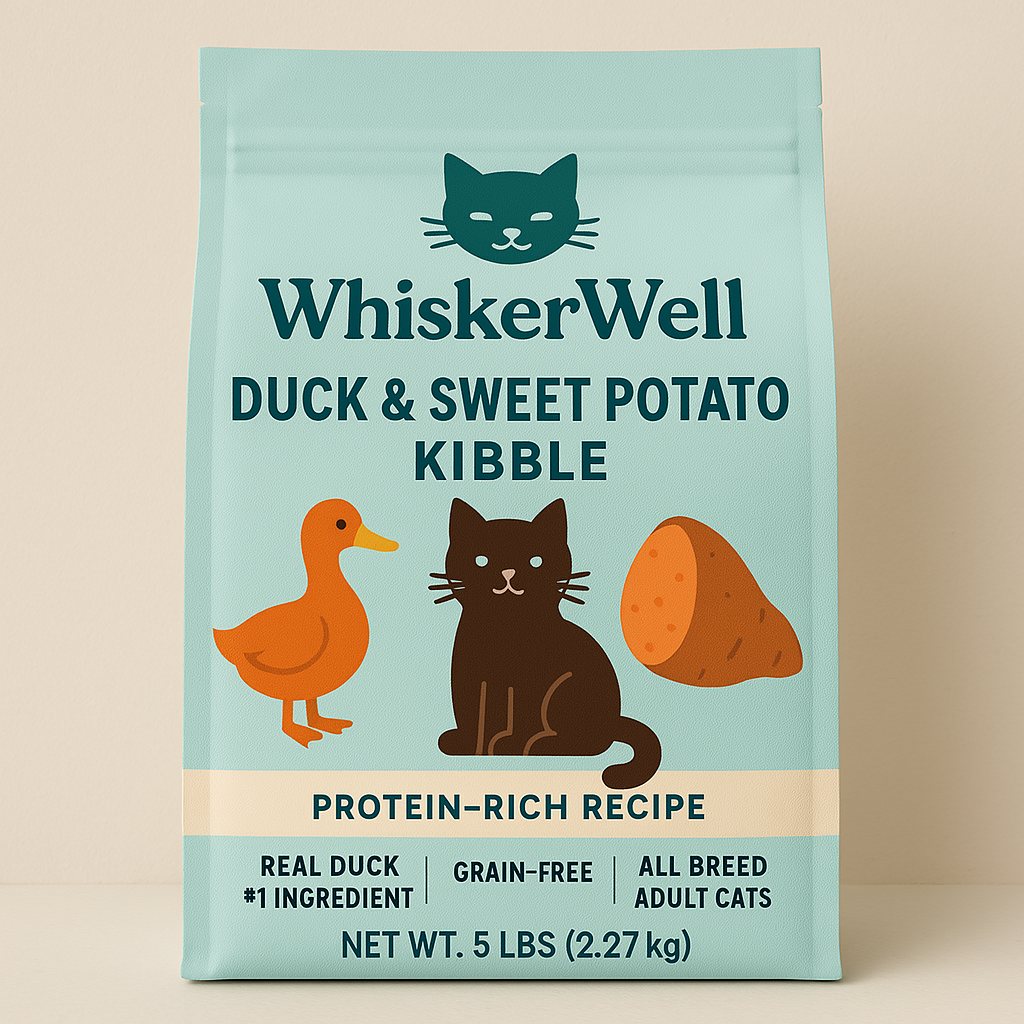 WhiskerWell
DUCK & SWEET POTATO
KIBBLE
PROTEIN–RICH RECIPE
REAL DUCK
#1 INGREDIENT
GRAIN–FREE
ALL BREED
ADULT CATS
NET WT. 5 LBS (2.27 kg)